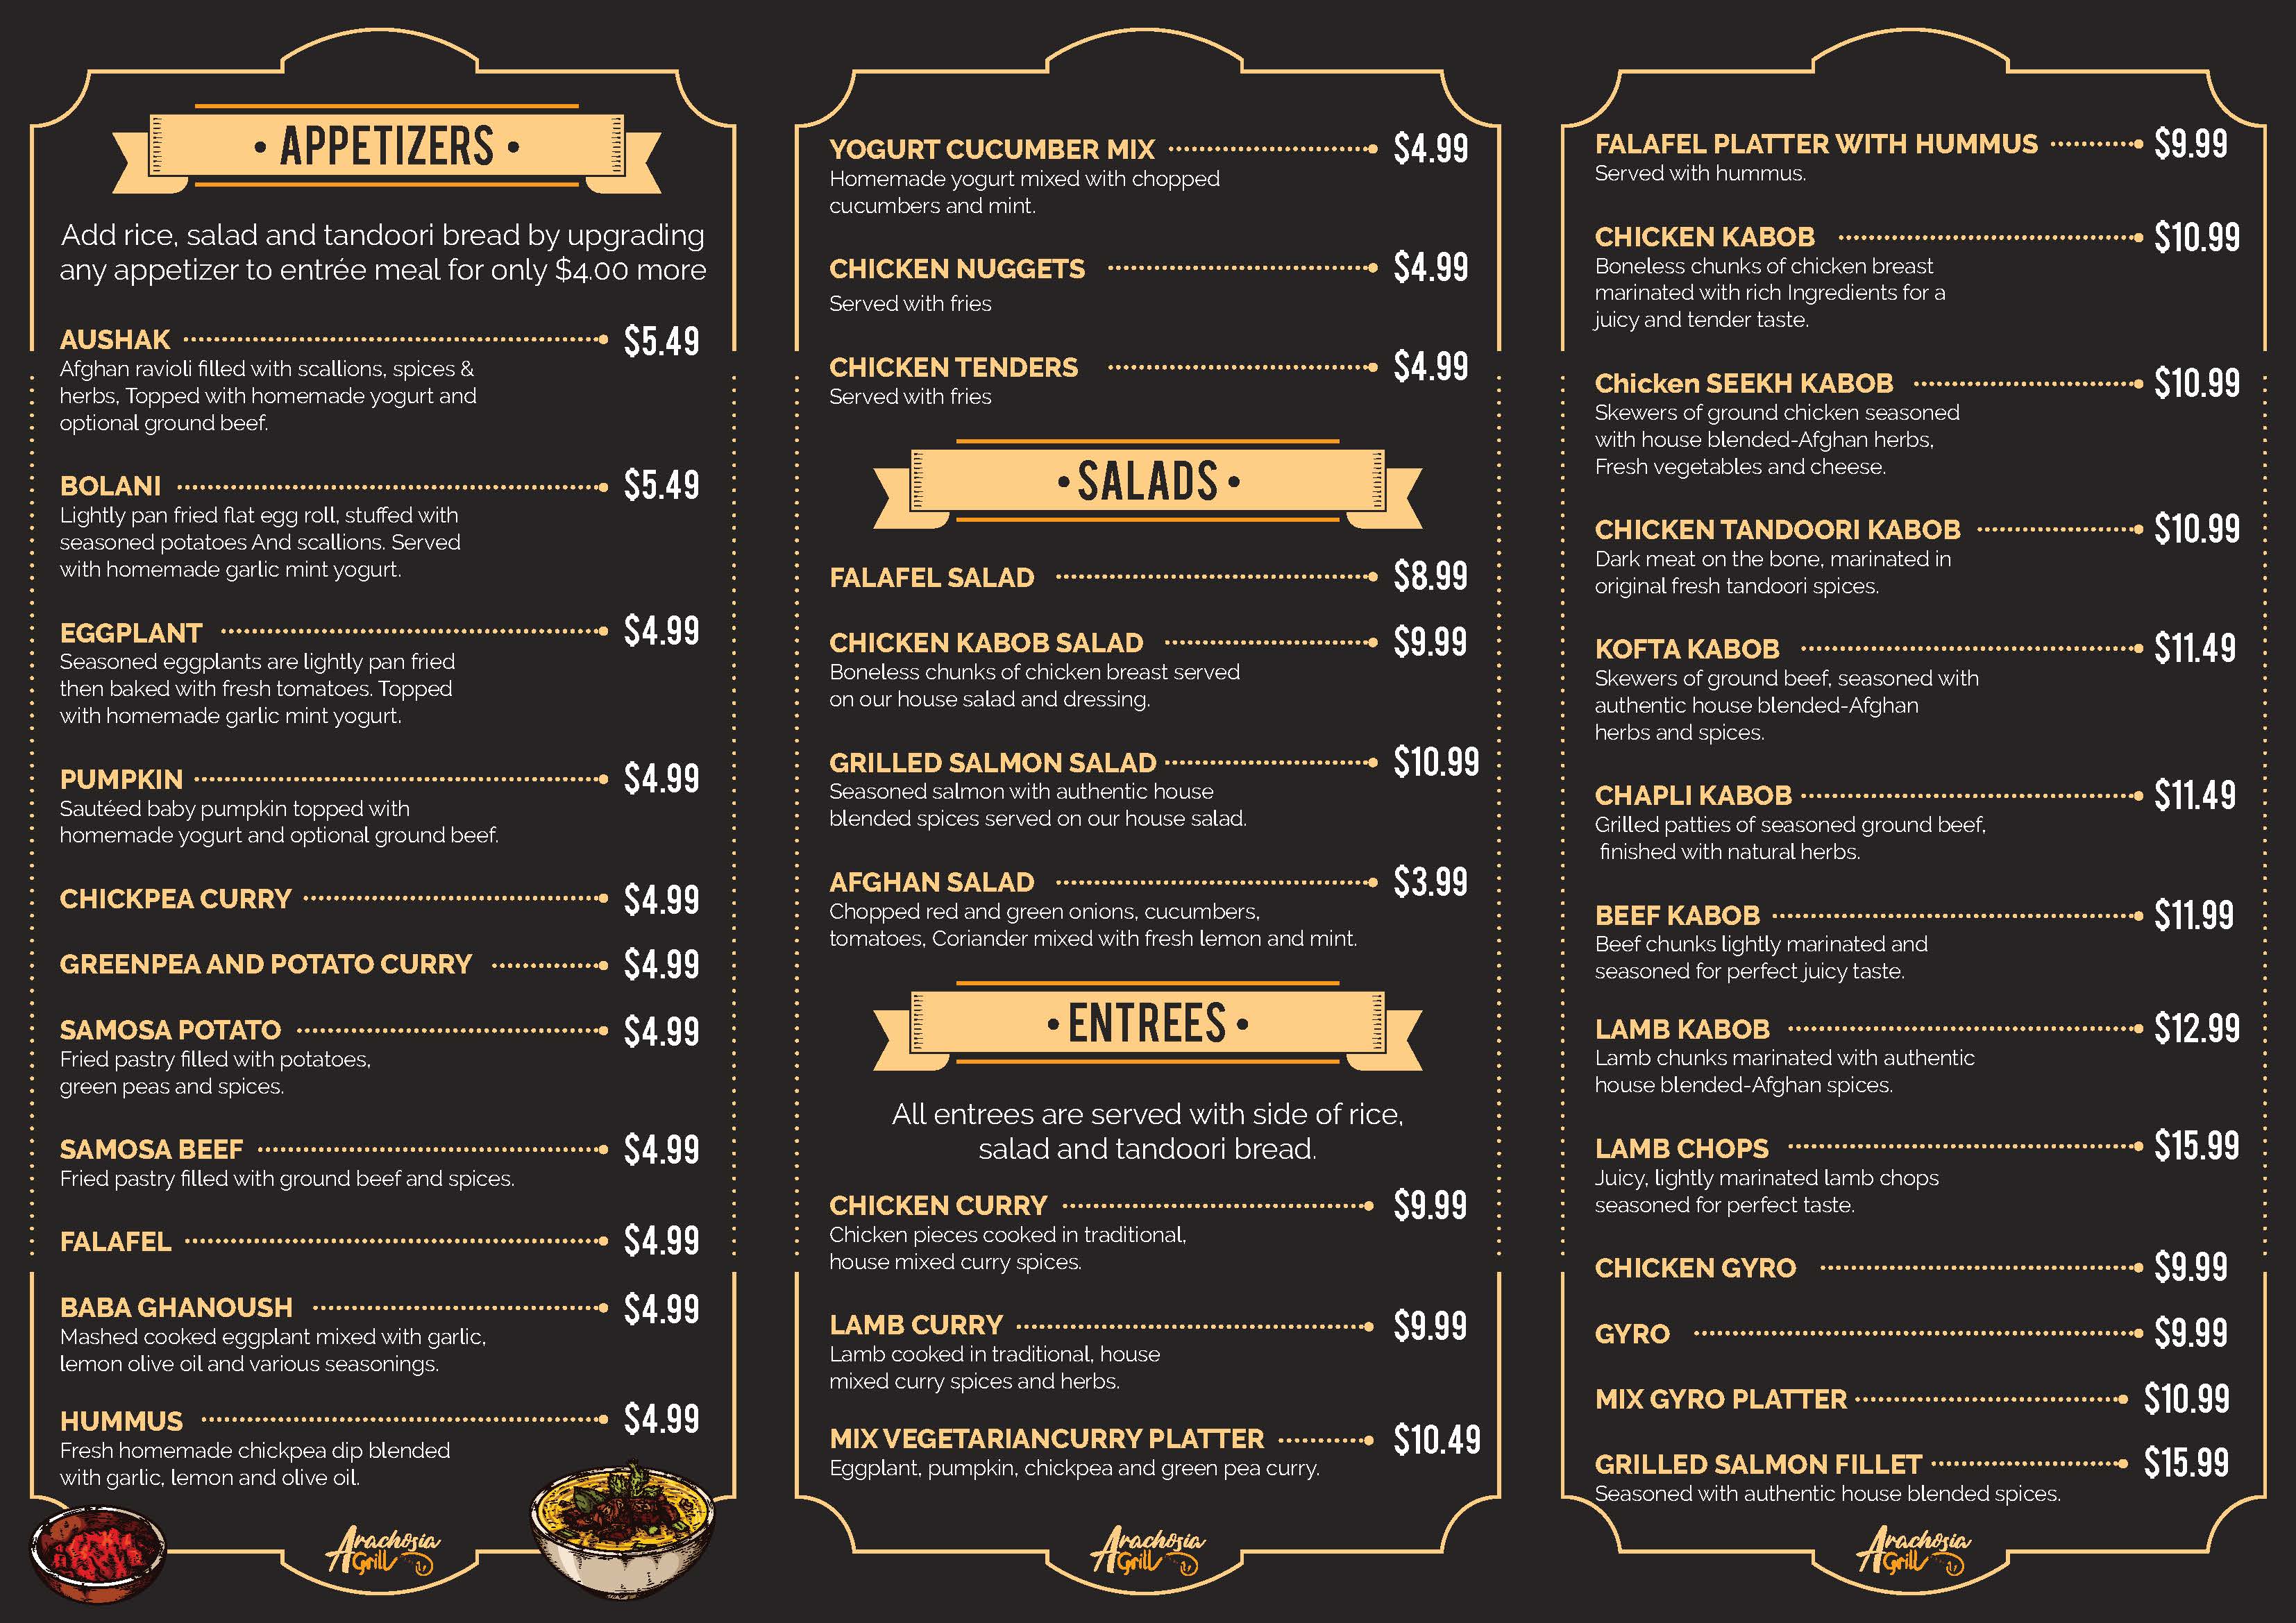 • APPETIZERS •
Add rice, salad and tandoori bread by upgrading
any appetizer to entrée meal for only $4.00 more
AUSHAK $5.49
Afghan ravioli filled with scallions, spices &
herbs, Topped with homemade yogurt and
optional ground beef.
BOLANI $5.49
Lightly pan fried flat egg roll, stuffed with
seasoned potatoes And scallions. Served
with homemade garlic mint yogurt.
EGGPLANT $4.99
Seasoned eggplants are lightly pan fried
then baked with fresh tomatoes. Topped
with homemade garlic mint yogurt.
PUMPKIN $4.99
Sautéed baby pumpkin topped with
homemade yogurt and optional ground beef.
CHICKPEA CURRY $4.99
GREENPEA AND POTATO CURRY $4.99
SAMOSA POTATO $4.99
Fried pastry filled with potatoes,
green peas and spices.
SAMOSA BEEF $4.99
Fried pastry filled with ground beef and spices.
FALAFEL $4.99
BABA GHANOUSH $4.99
Mashed cooked eggplant mixed with garlic,
lemon olive oil and various seasonings.
HUMMUS $4.99
Fresh homemade chickpea dip blended
with garlic, lemon and olive oil.
Arachosia
Grill
YOGURT CUCUMBER MIX $4.99
Homemade yogurt mixed with chopped
cucumbers and mint.
CHICKEN NUGGETS $4.99
Served with fries
CHICKEN TENDERS $4.99
Served with fries
• SALADS •
FALAFEL SALAD $8.99
CHICKEN KABOB SALAD $9.99
Boneless chunks of chicken breast served
on our house salad and dressing.
GRILLED SALMON SALAD $10.99
Seasoned salmon with authentic house
blended spices served on our house salad.
AFGHAN SALAD $3.99
Chopped red and green onions, cucumbers,
tomatoes, Coriander mixed with fresh lemon and mint.
• ENTREES •
All entrees are served with side of rice,
salad and tandoori bread.
CHICKEN CURRY $9.99
Chicken pieces cooked in traditional,
house mixed curry spices.
LAMB CURRY $9.99
Lamb cooked in traditional, house
mixed curry spices and herbs.
MIX VEGETARIANCURRY PLATTER $10.49
Eggplant, pumpkin, chickpea and green pea curry.
Arachosia
Grill
FALAFEL PLATTER WITH HUMMUS $9.99
Served with hummus.
CHICKEN KABOB $10.99
Boneless chunks of chicken breast
marinated with rich Ingredients for a
juicy and tender taste.
Chicken SEEKH KABOB $10.99
Skewers of ground chicken seasoned
with house blended-Afghan herbs,
Fresh vegetables and cheese.
CHICKEN TANDOORI KABOB $10.99
Dark meat on the bone, marinated in
original fresh tandoori spices.
KOFTA KABOB $11.49
Skewers of ground beef, seasoned with
authentic house blended-Afghan
herbs and spices.
CHAPLI KABOB $11.49
Grilled patties of seasoned ground beef,
finished with natural herbs.
BEEF KABOB $11.99
Beef chunks lightly marinated and
seasoned for perfect juicy taste.
LAMB KABOB $12.99
Lamb chunks marinated with authentic
house blended-Afghan spices.
LAMB CHOPS $15.99
Juicy, lightly marinated lamb chops
seasoned for perfect taste.
CHICKEN GYRO $9.99
GYRO $9.99
MIX GYRO PLATTER $10.99
GRILLED SALMON FILLET $15.99
Seasoned with authentic house blended spices.
Arachosia
Grill